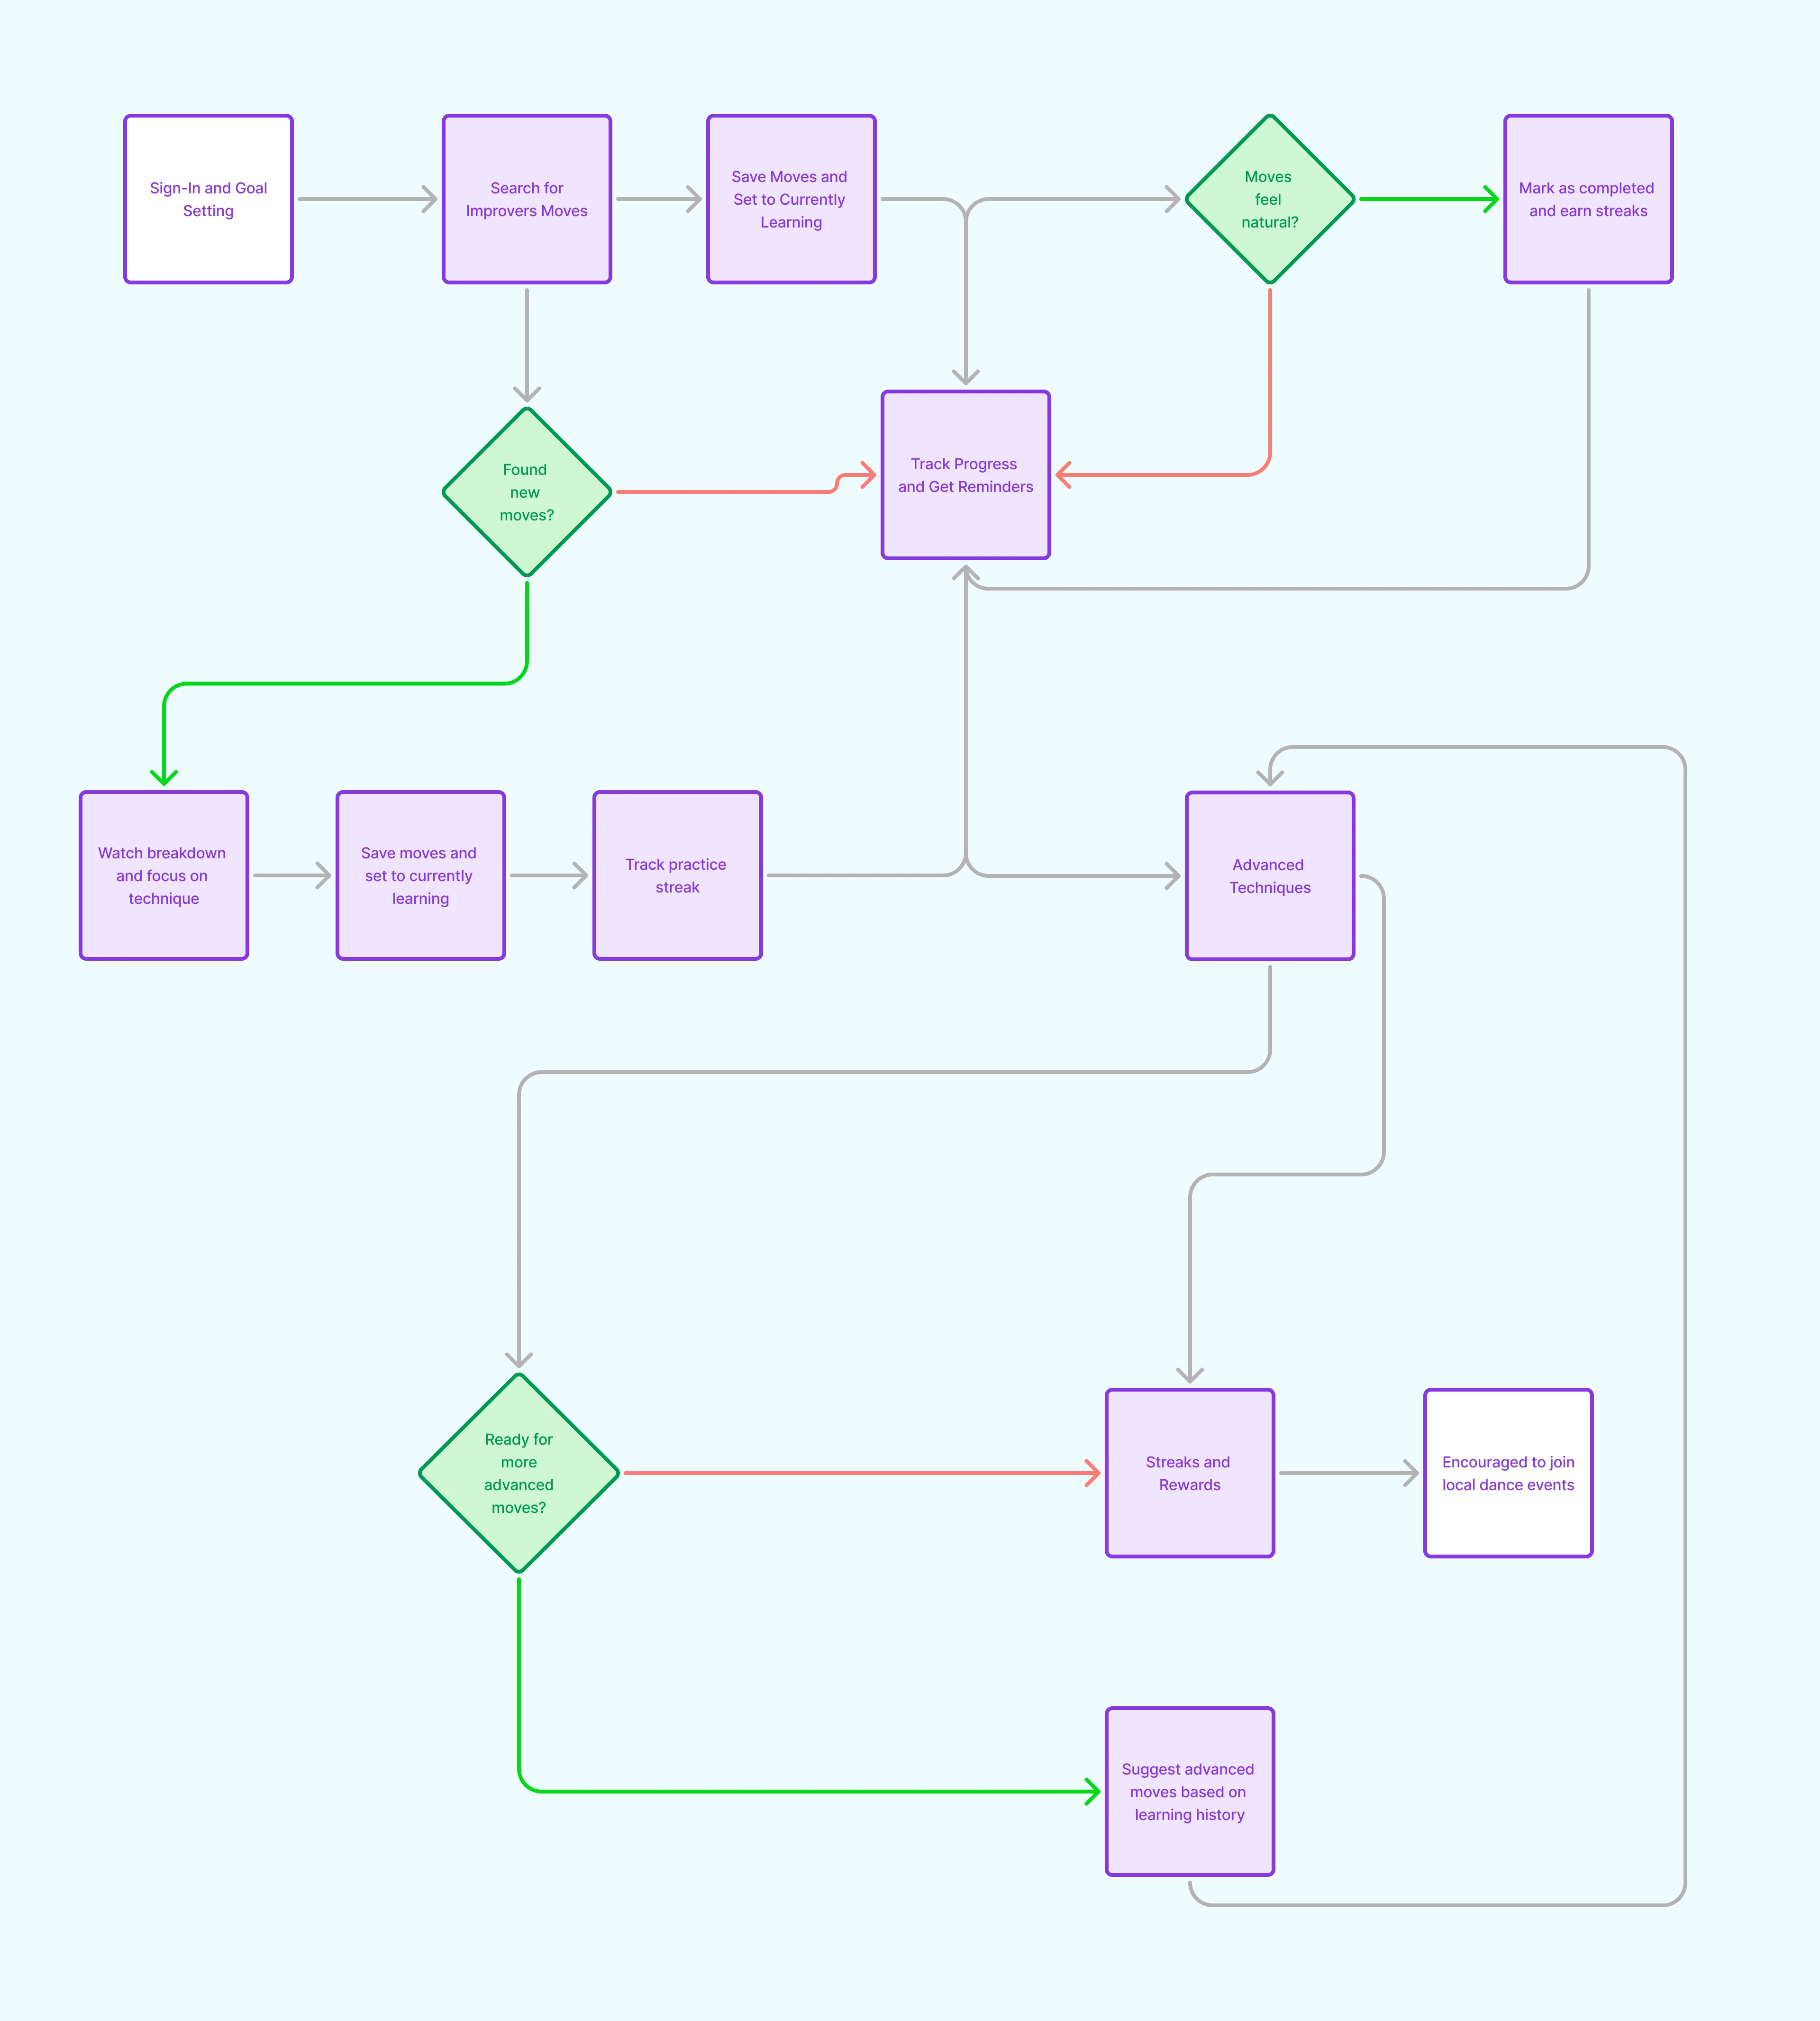 Sign-In and Goal
Setting
Search for
Improvers Moves
Save Moves and
Set to Currently
Learning
Moves
feel
natural?
Mark as completed
and earn streaks
Found
new
moves?
Track Progress
and Get Reminders
Watch breakdown
and focus on
technique
Save moves and
set to currently
learning
Track practice
streak
Advanced
Techniques
Ready for
more
advanced
moves?
Streaks and
Rewards
Encouraged to join
local dance events
Suggest advanced
moves based on
learning history